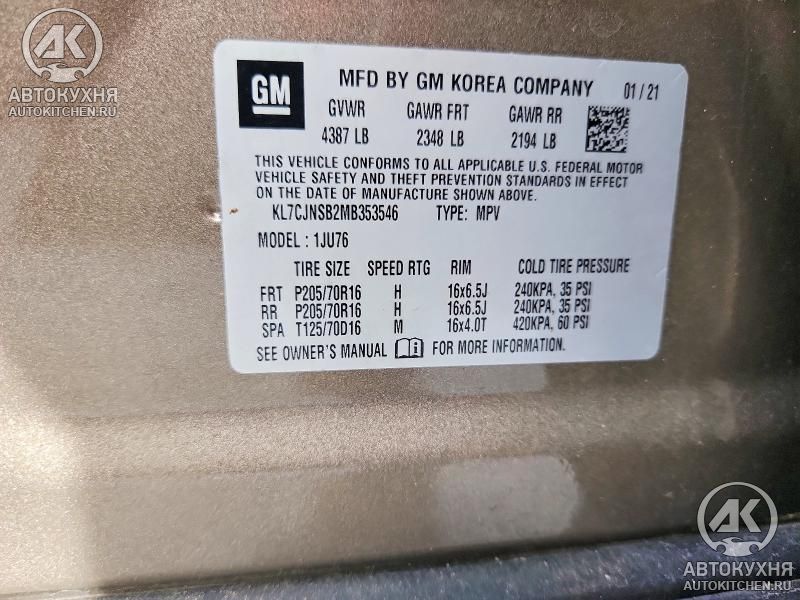 AK
АВТОКУХНЯ
AUTOKITCHEN.RU
GM
MFD BY GM KOREA COMPANY 01 / 21
GVWR GAWR FRT GAWR RR
4387 LB 2348 LB 2194 LB
THIS VEHICLE CONFORMS TO ALL APPLICABLE U.S. FEDERAL MOTOR
VEHICLE SAFETY AND THEFT PREVENTION STANDARDS IN EFFECT
ON THE DATE OF MANUFACTURE SHOWN ABOVE.
KL7CJNSB2MB353546 TYPE: MPV
MODEL : 1JU76
TIRE SIZE SPEED RTG RIM COLD TIRE PRESSURE
FRT P205/70R16 H 16x6.5J 240KPA, 35 PSI
RR P205/70R16 H 16x6.5J 240KPA, 35 PSI
SPA T125/70D16 M 16x4.0T 420KPA, 60 PSI
SEE OWNER'S MANUAL FOR MORE INFORMATION.
AK
АВТОКУХНЯ
AUTOKITCHEN.RU